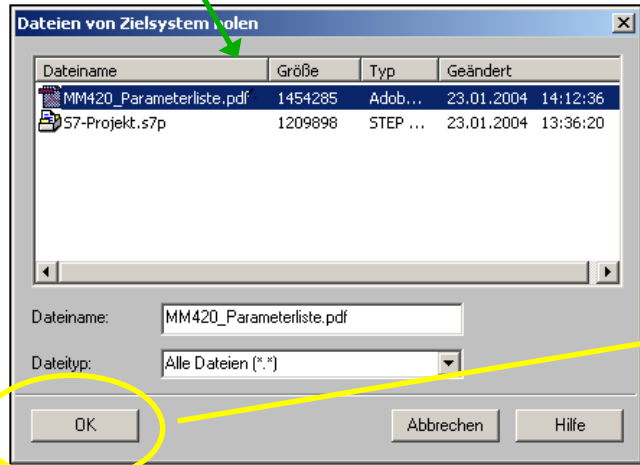 Dateien von Zielsystem holen
Dateiname Größe Typ Geändert
MM420_Parameterliste.pdf 1454285 Adob... 23.01.2004 14:12:36
S7-Projekt.s7p 1209898 STEP ... 23.01.2004 13:36:20
Dateiname: MM420_Parameterliste.pdf
Dateityp: Alle Dateien (*.*)
OK Abbrechen Hilfe